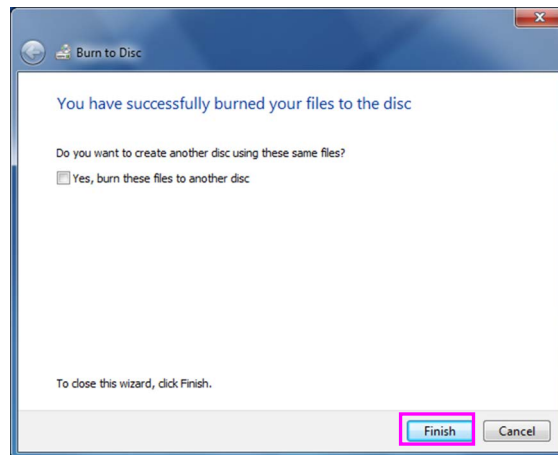 Burn to Disc
You have successfully burned your files to the disc
Do you want to create another disc using these same files?
Yes, burn these files to another disc
To close this wizard, click Finish.
Finish Cancel